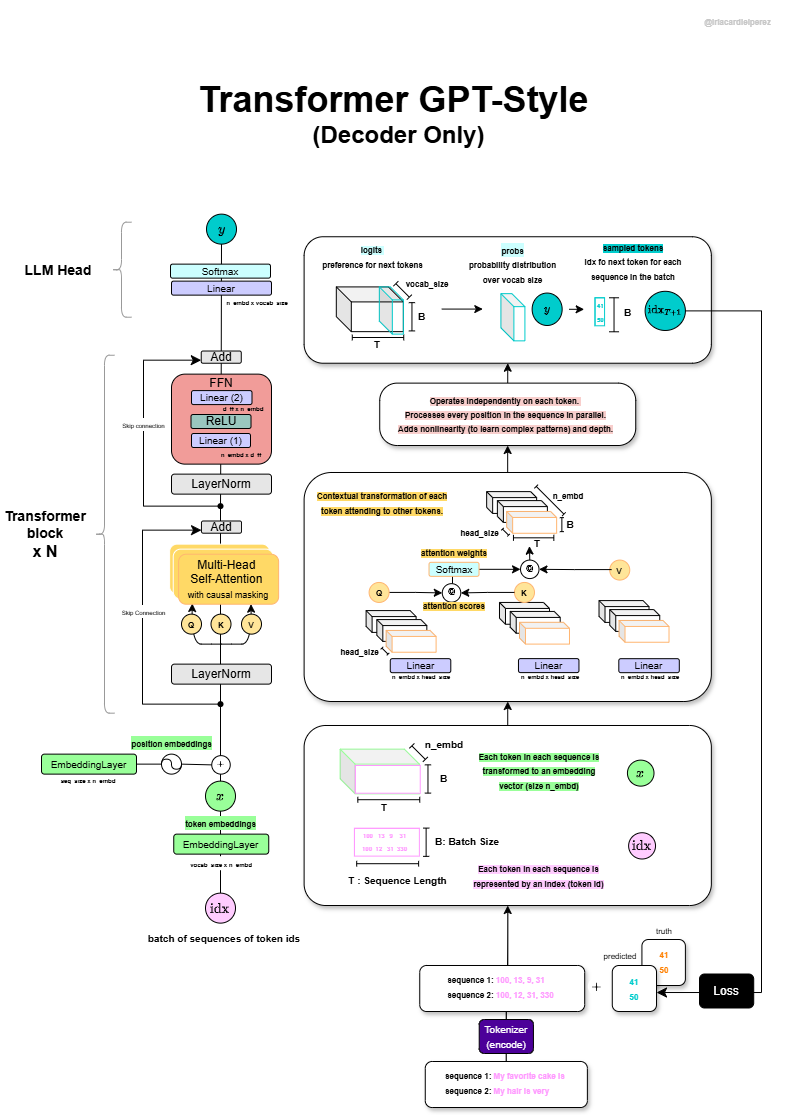 @iriacardielperez
Transformer GPT-Style
(Decoder Only)
LLM Head
y
Softmax
Linear
n_embd x vocab_size
Transformer
block
x N
Add
FFN
Linear (2)
d_ff x n_embd
ReLU
Linear (1)
n_embd x d_ff
Skip connection
LayerNorm
Add
Multi-Head
Self-Attention
with causal masking
Skip Connection
Q
K
V
LayerNorm
position embeddings
EmbeddingLayer
seq_size x n_embd
+
x
token embeddings
EmbeddingLayer
vocab_size x n_embd
idx
batch of sequences of token ids
logits
preference for next tokens
vocab_size
B
T
probs
probability distribution
over vocab size
y
sampled tokens
idx fo next token for each
sequence in the batch
41
50
B
idxT+1
Operates independently on each token.
Processes every position in the sequence in parallel.
Adds nonlinearity (to learn complex patterns) and depth.
Contextual transformation of each
token attending to other tokens.
n_embd
B
head_size
T
attention weights
Softmax
@
V
Q
@
K
attention scores
head_size
Linear
n_embd x head_size
Linear
n_embd x head_size
Linear
n_embd x head_size
n_embd
B
T
Each token in each sequence is
transformed to an embedding
vector (size n_embd)
x
100 13 9 31
100 12 31 330
B: Batch Size
T : Sequence Length
idx
Each token in each sequence is
represented by an index (token id)
truth
41
50
predicted
41
50
sequence 1: 100, 13, 9, 31
sequence 2: 100, 12, 31, 330
+
Loss
Tokenizer
(encode)
sequence 1: My favorite cake is
sequence 2: My hair is very